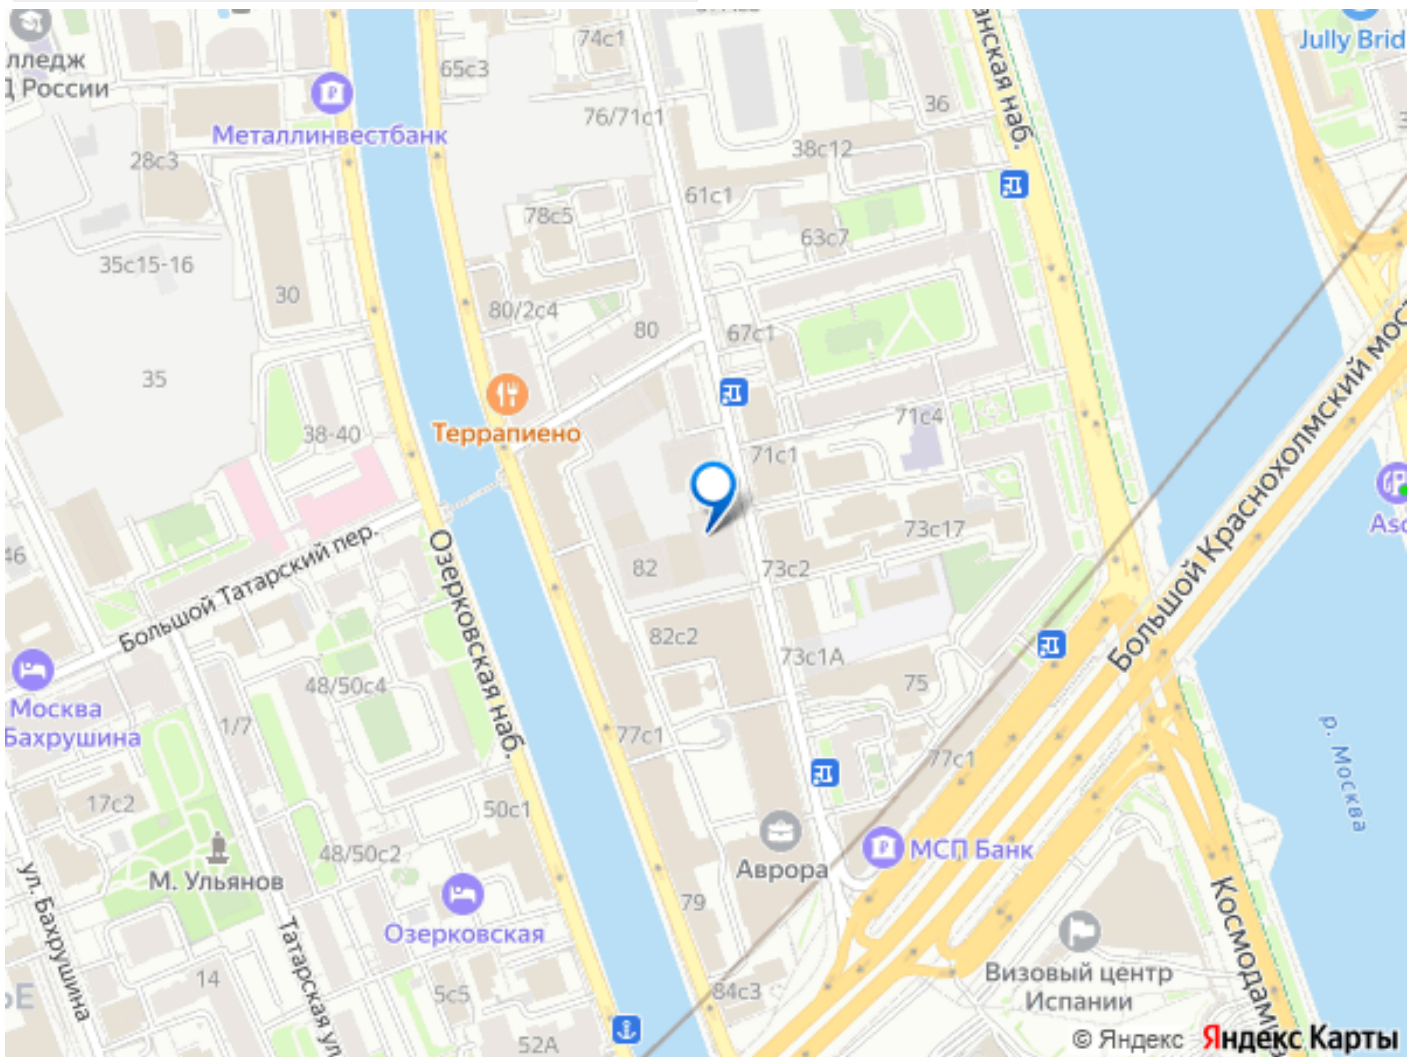 74с1
65с3
лледж
Д России
Металлинвестбанк
28с3
76/71с1
36
38с12
анская наб.
Jully Brid
61с1
78с5
63с7
35с15-16
30
80/2с4
80
67с1
35
Террапиено
38-40
71с4
71с1
Большой Краснохолмский мост
73с17
Asc
46
Большой Татарский пер.
Озерковская наб.
82
73с2
82с2
73с1А
75
48/50с4
Москва
Бахрушина
1/7
77с1
77с1
р. Москва
17с2
50с1
48/50с2
М. Ульянов
Аврора
МСП Банк
ул. Бахрушина
Татарская ул
Озерковская
79
Космодами
Визовый центр
Испании
14
5с5
84с3
52А
© Яндекс Яндекс Карты